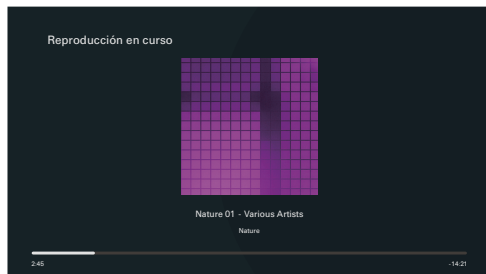 Reproducción en curso
Nature 01 - Various Artists
Nature
2:45
-14:21